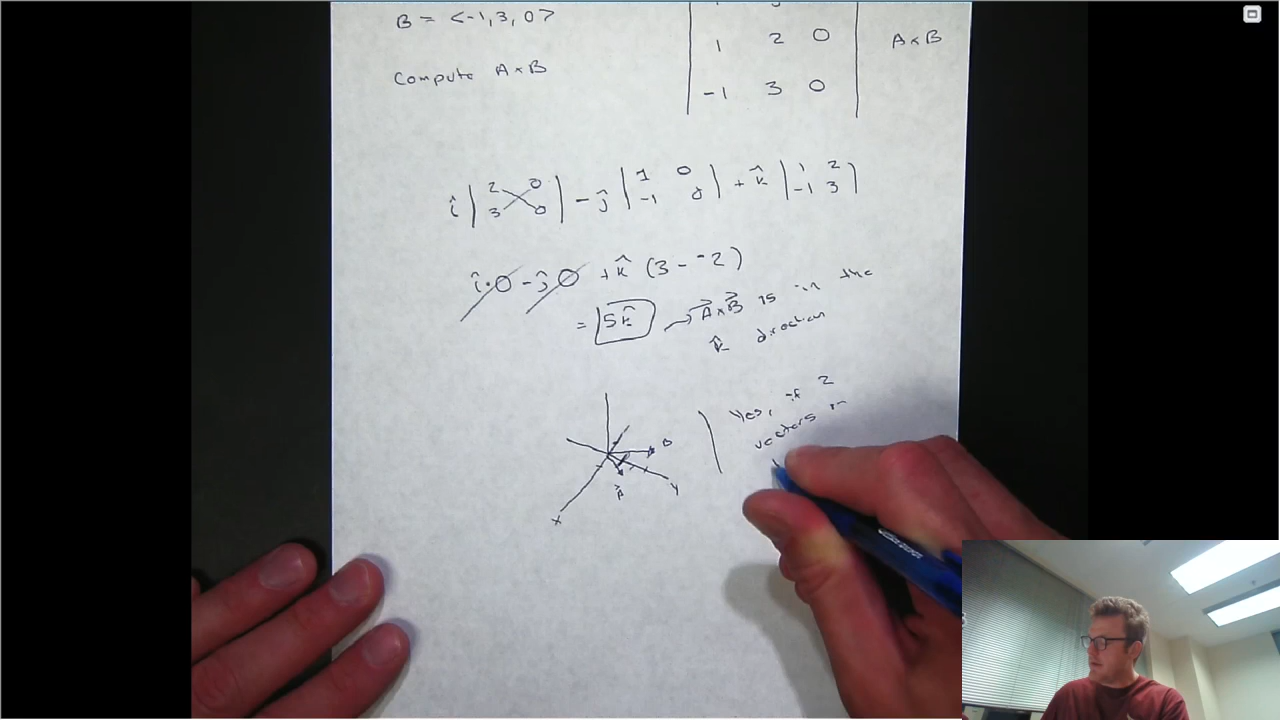 B = <-1, 3, 0>
1 2 0 A×B
Compute A×B
-1 3 0
î | 2 0 | - ĵ | 1 0 | + k̂ | 1 2 |
3 0 -1 0 -1 3
î·0 - ĵ 0 + k̂ (3 - -2)
= 5k̂ → A⃗×B⃗ is in the
k̂ direction
Yes, if 2
vectors in
B
A⃗
Y
X